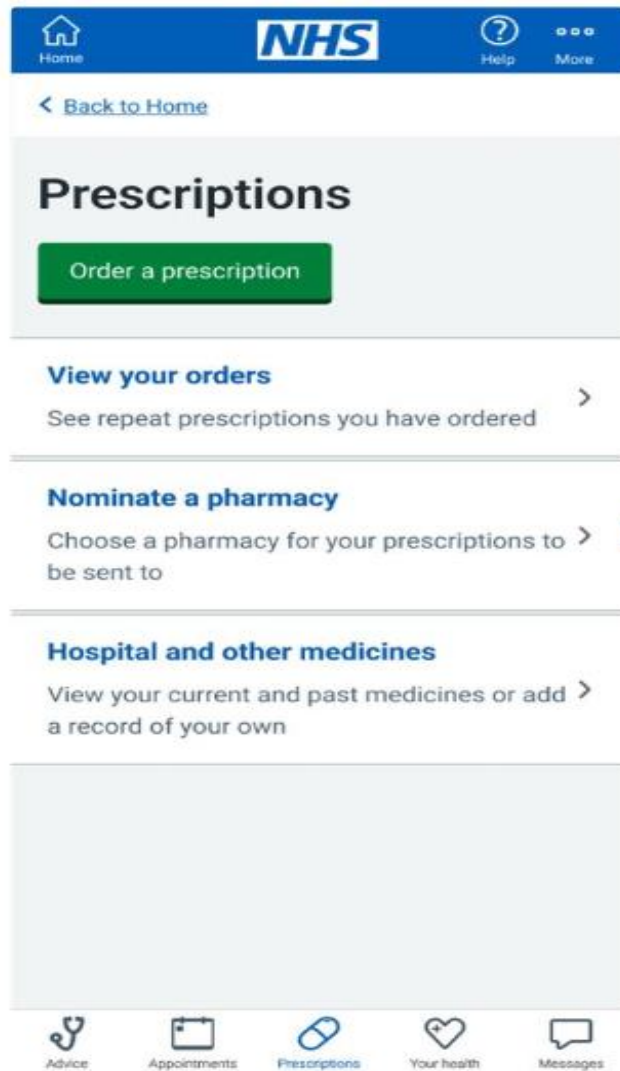 NHS
Home
Help
More
Back to Home
Prescriptions
Order a prescription
View your orders
See repeat prescriptions you have ordered
Nominate a pharmacy
Choose a pharmacy for your prescriptions to
be sent to
Hospital and other medicines
View your current and past medicines or add
a record of your own
Advice
Appointments
Prescriptions
Your health
Messages